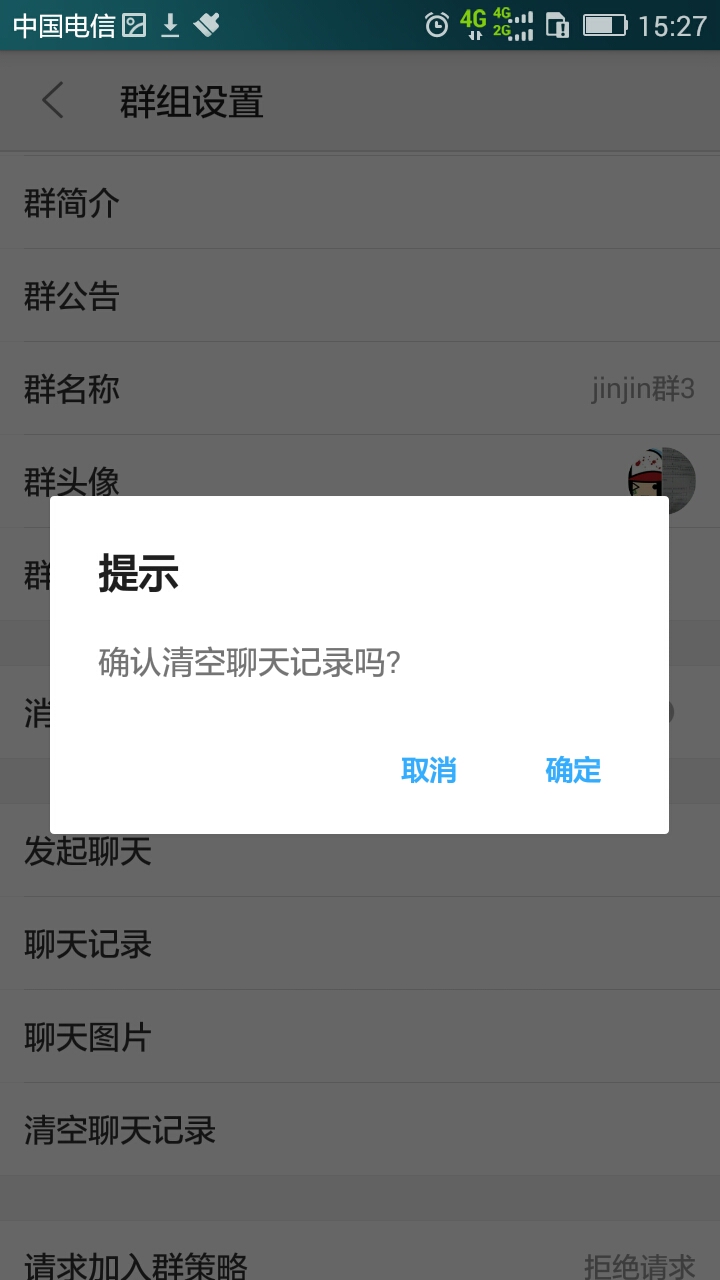 中国电信 4G 4G 2G 15:27
群组设置
群简介
群公告
群名称 jinjin群3
群头像
群
提示
确认清空聊天记录吗?
消
取消 确定
发起聊天
聊天记录
聊天图片
清空聊天记录
请求加入群策略 拒绝请求